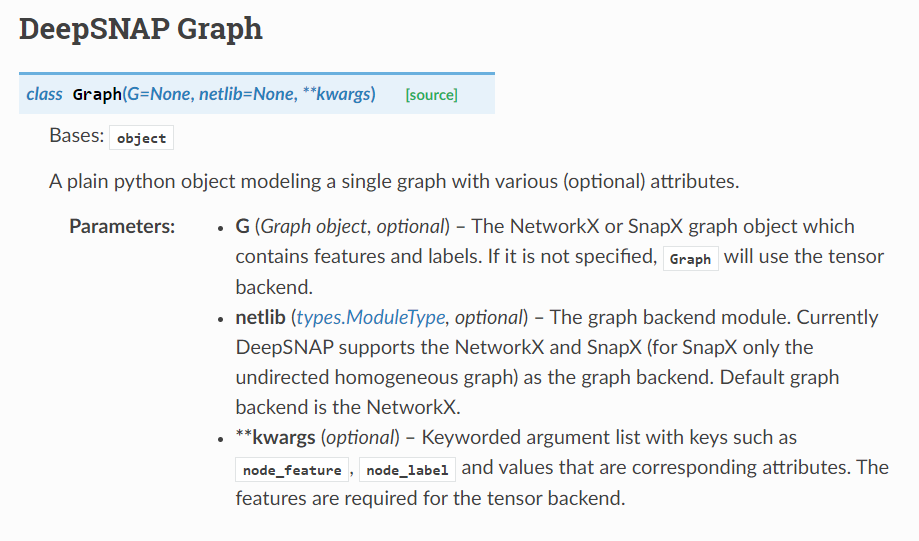 DeepSNAP Graph
class Graph(G=None, netlib=None, **kwargs) [source]
Bases: object
A plain python object modeling a single graph with various (optional) attributes.
Parameters:
• G (Graph object, optional) – The NetworkX or SnapX graph object which
contains features and labels. If it is not specified, Graph will use the tensor
backend.
• netlib (types.ModuleType, optional) – The graph backend module. Currently
DeepSNAP supports the NetworkX and SnapX (for SnapX only the
undirected homogeneous graph) as the graph backend. Default graph
backend is the NetworkX.
• **kwargs (optional) – Keyworded argument list with keys such as
node_feature, node_label and values that are corresponding attributes. The
features are required for the tensor backend.